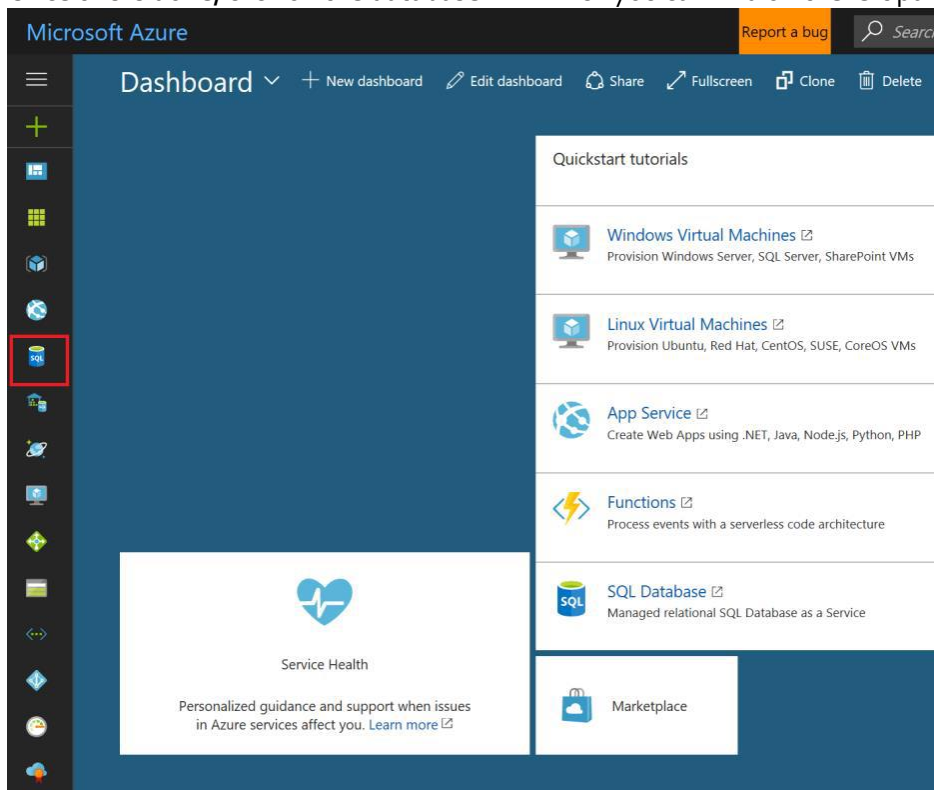 Microsoft Azure
Report a bug
Search
Dashboard
New dashboard
Edit dashboard
Share
Fullscreen
Clone
Delete
Quickstart tutorials
Windows Virtual Machines
Provision Windows Server, SQL Server, SharePoint VMs
Linux Virtual Machines
Provision Ubuntu, Red Hat, CentOS, SUSE, CoreOS VMs
SQL
App Service
Create Web Apps using .NET, Java, Node.js, Python, PHP
Functions
Process events with a serverless code architecture
SQL
SQL Database
Managed relational SQL Database as a Service
Service Health
Personalized guidance and support when issues
in Azure services affect you. Learn more
Marketplace